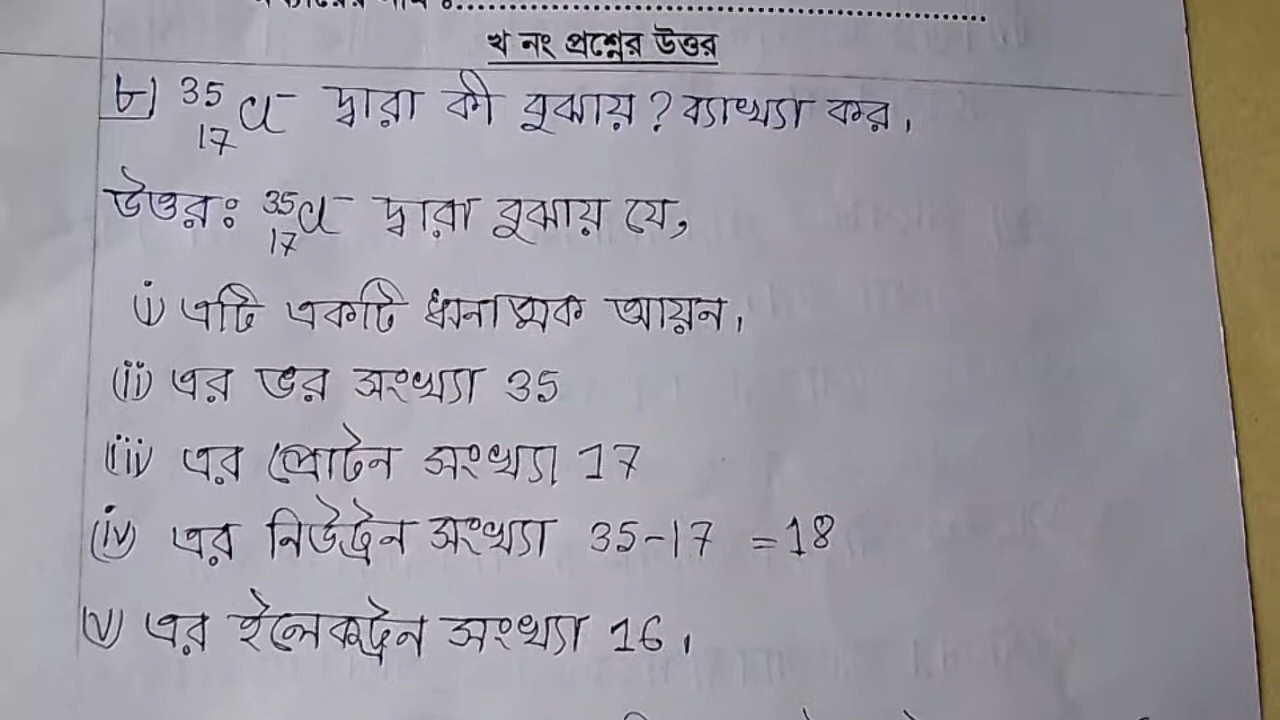 খ নং প্রশ্নের উত্তর
৮) ³⁵₁₇Cl⁻ দ্বারা কী বুঝায়? ব্যাখ্যা কর।
উত্তরঃ ³⁵₁₇Cl⁻ দ্বারা বুঝায় যে,
i) এটি একটি ধনাত্মক আয়ন।
(ii) এর ভর সংখ্যা 35
(iii) এর প্রোটন সংখ্যা 17
(iv) এর নিউট্রন সংখ্যা 35-17 = 18
(v) এর ইলেকট্রন সংখ্যা 16।